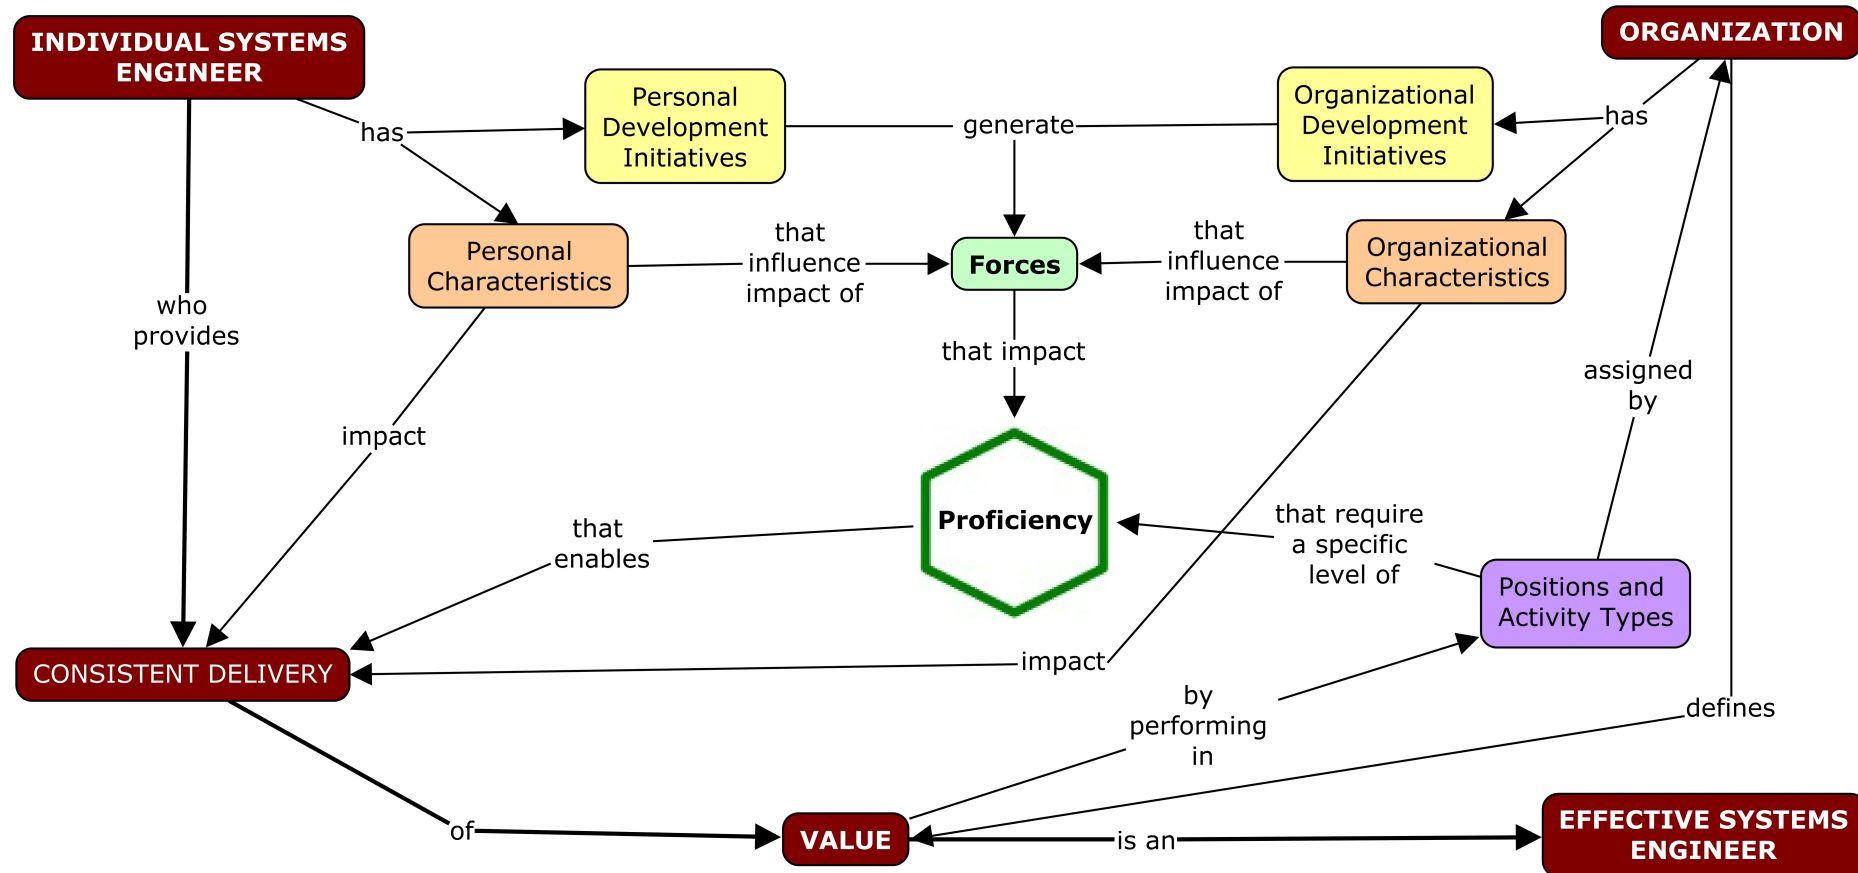 INDIVIDUAL SYSTEMS
ENGINEER
ORGANIZATION
has
Personal
Development
Initiatives
generate
Organizational
Development
Initiatives
has
Personal
Characteristics
that
influence
impact of
Forces
that
influence
impact of
Organizational
Characteristics
who
provides
that impact
assigned
by
impact
Proficiency
that
enables
that require
a specific
level of
Positions and
Activity Types
CONSISTENT DELIVERY
impact
by
performing
in
defines
of
VALUE
is an
EFFECTIVE SYSTEMS
ENGINEER